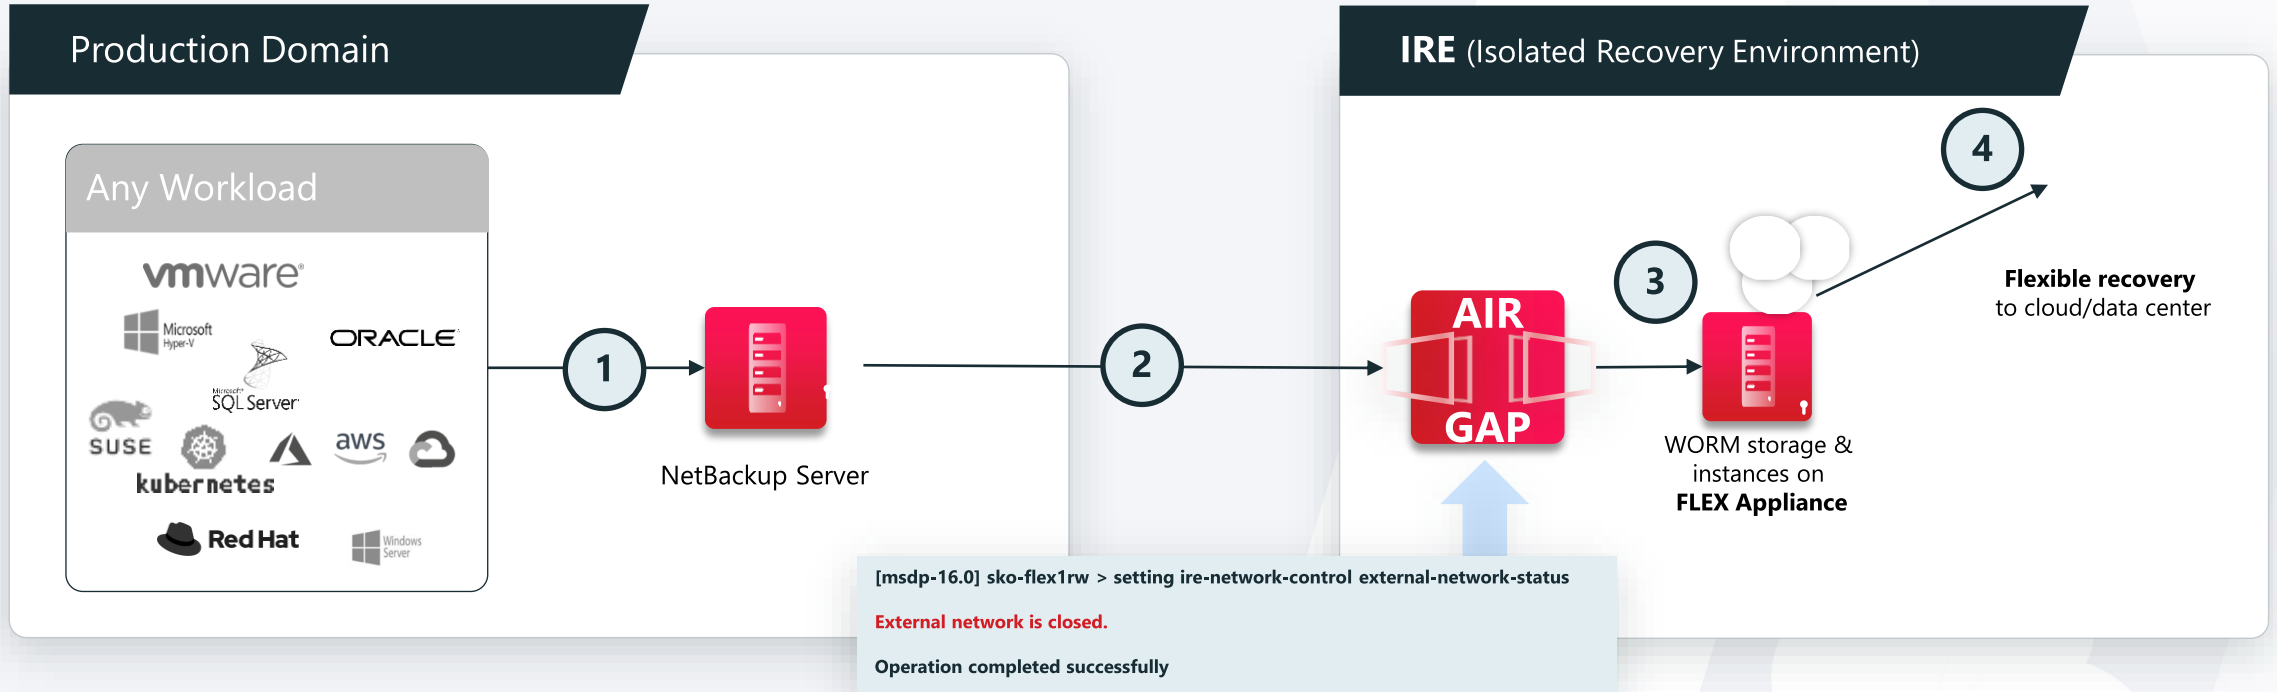 Production Domain
IRE (Isolated Recovery Environment)
Any Workload
vmware®
Microsoft
Hyper-V
ORACLE
Microsoft®
SQL Server
SUSE
kubernetes
aws
Red Hat
Windows
Server
1
NetBackup Server
2
AIR
GAP
3
4
WORM storage &
instances on
FLEX Appliance
Flexible recovery
to cloud/data center
[msdp-16.0] sko-flex1rw > setting ire-network-control external-network-status
External network is closed.
Operation completed successfully